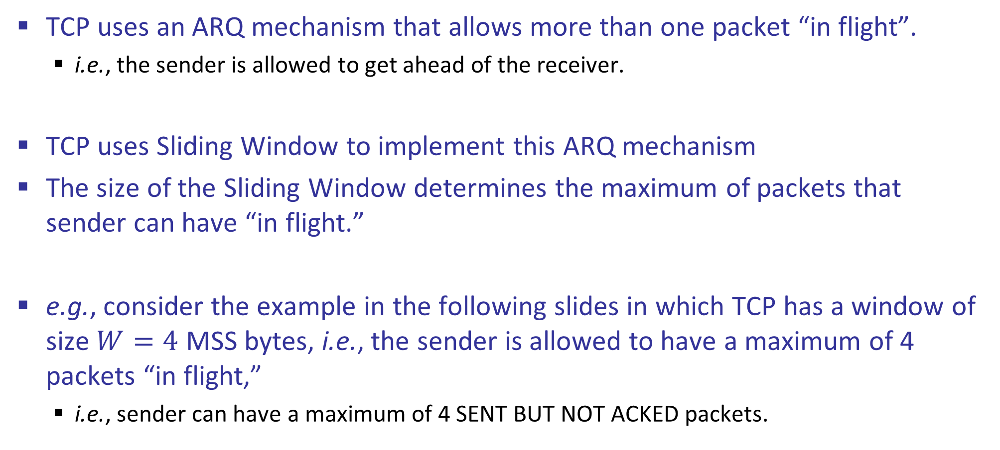 ▪ TCP uses an ARQ mechanism that allows more than one packet “in flight”.
▪ i.e., the sender is allowed to get ahead of the receiver.
▪ TCP uses Sliding Window to implement this ARQ mechanism
▪ The size of the Sliding Window determines the maximum of packets that
sender can have “in flight.”
▪ e.g., consider the example in the following slides in which TCP has a window of
size W = 4 MSS bytes, i.e., the sender is allowed to have a maximum of 4
packets “in flight,”
▪ i.e., sender can have a maximum of 4 SENT BUT NOT ACKED packets.